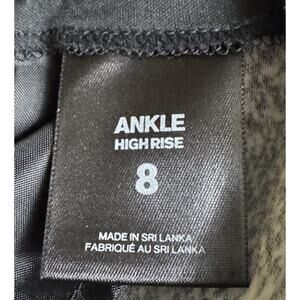 ANKLE
HIGH RISE
8
MADE IN SRI LANKA
FABRIQUÉ AU SRI LANKA